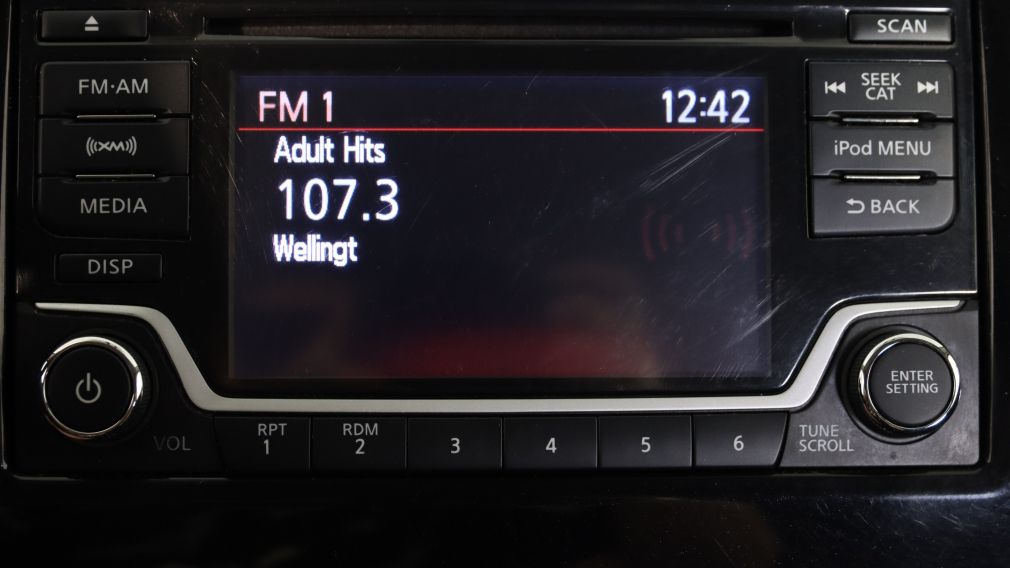 SCAN
FM·AM
((XM))
MEDIA
DISP
FM 1 12:42
Adult Hits
107.3
Wellingt
SEEK
CAT
iPod MENU
BACK
VOL
RPT
1
RDM
2
3
4
5
6
TUNE
SCROLL
ENTER
SETTING